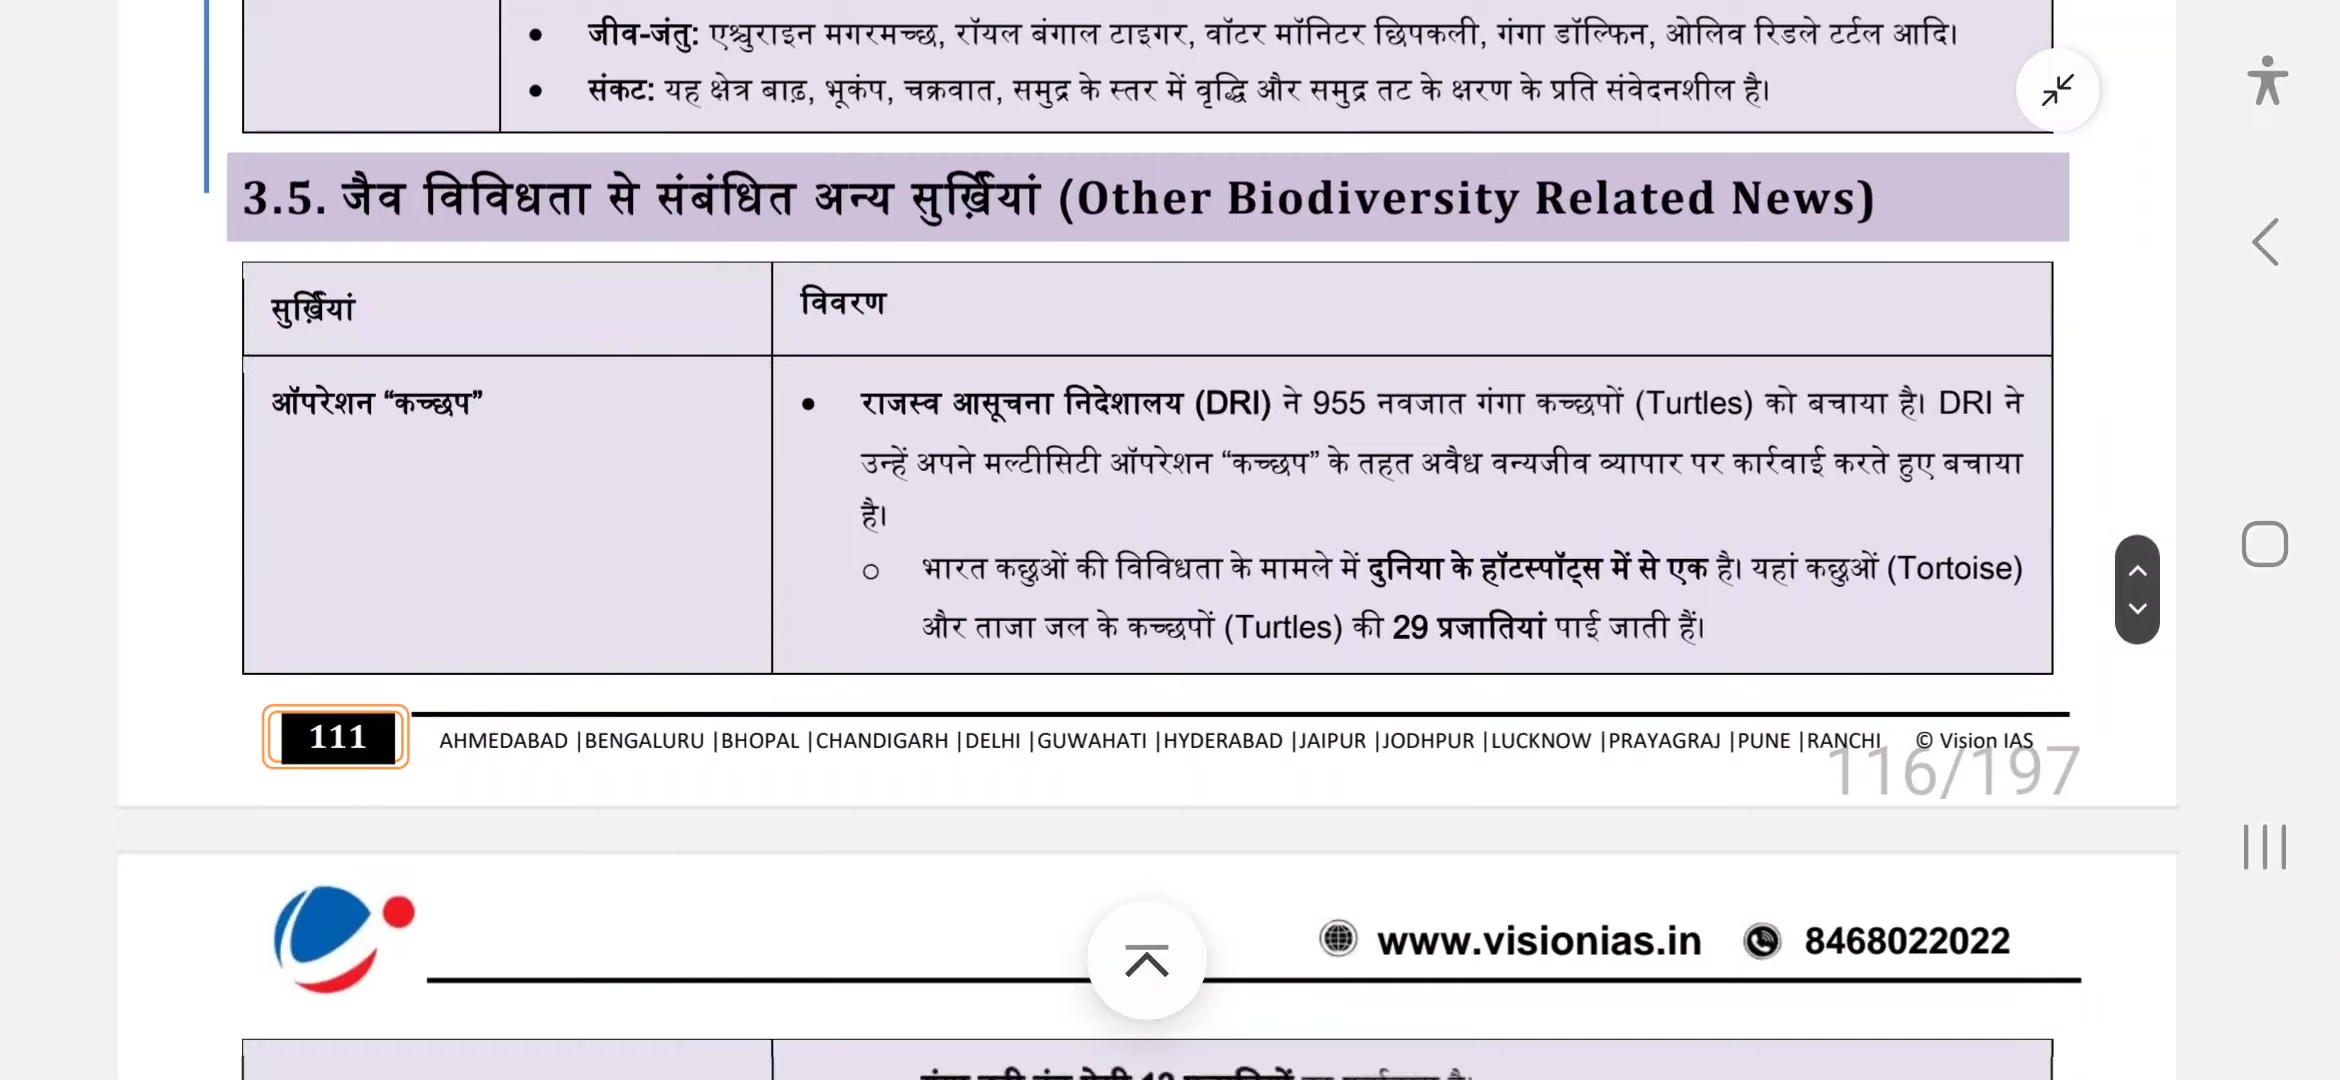 • जीव-जंतु: एश्चुराइन मगरमच्छ, रॉयल बंगाल टाइगर, वॉटर मॉनिटर छिपकली, गंगा डॉल्फिन, ओलिव रिडले टर्टल आदि।
• संकट: यह क्षेत्र बाढ़, भूकंप, चक्रवात, समुद्र के स्तर में वृद्धि और समुद्र तट के क्षरण के प्रति संवेदनशील है।
3.5. जैव विविधता से संबंधित अन्य सुर्ख़ियां (Other Biodiversity Related News)
सुर्ख़ियां
विवरण
ऑपरेशन “कच्छप”
• राजस्व आसूचना निदेशालय (DRI) ने 955 नवजात गंगा कच्छपों (Turtles) को बचाया है। DRI ने
उन्हें अपने मल्टीसिटी ऑपरेशन “कच्छप” के तहत अवैध वन्यजीव व्यापार पर कार्रवाई करते हुए बचाया
है।
○ भारत कछुओं की विविधता के मामले में दुनिया के हॉटस्पॉट्स में से एक है। यहां कछुओं (Tortoise)
और ताजा जल के कच्छपों (Turtles) की 29 प्रजातियां पाई जाती हैं।
111
AHMEDABAD |BENGALURU |BHOPAL |CHANDIGARH |DELHI |GUWAHATI |HYDERABAD |JAIPUR |JODHPUR |LUCKNOW |PRAYAGRAJ |PUNE |RANCHI © Vision IAS
116/197
www.visionias.in 8468022022